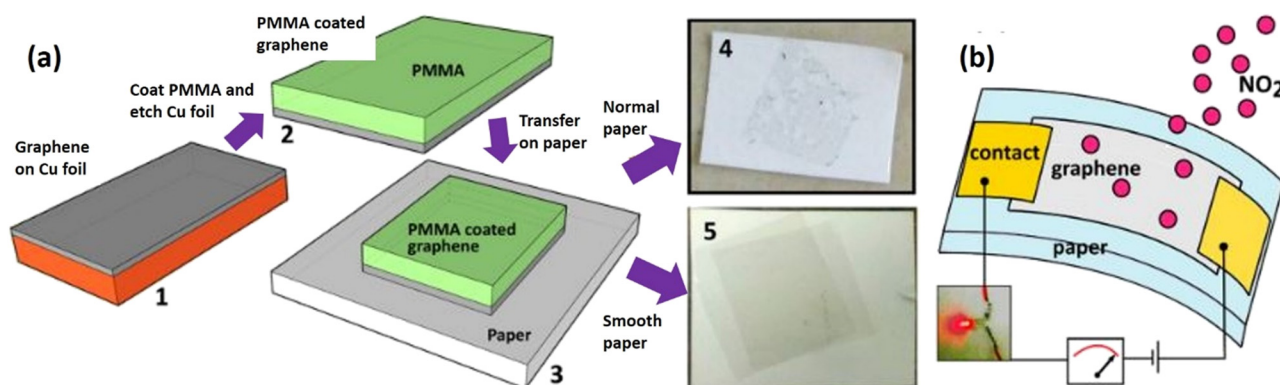 (a)
PMMA coated
graphene
PMMA
Coat PMMA and
etch Cu foil
2
Graphene
on Cu foil
1
Transfer
on paper
PMMA coated
graphene
Paper
3
Normal
paper
4
Smooth
paper
5
(b)
NO2
contact
graphene
paper